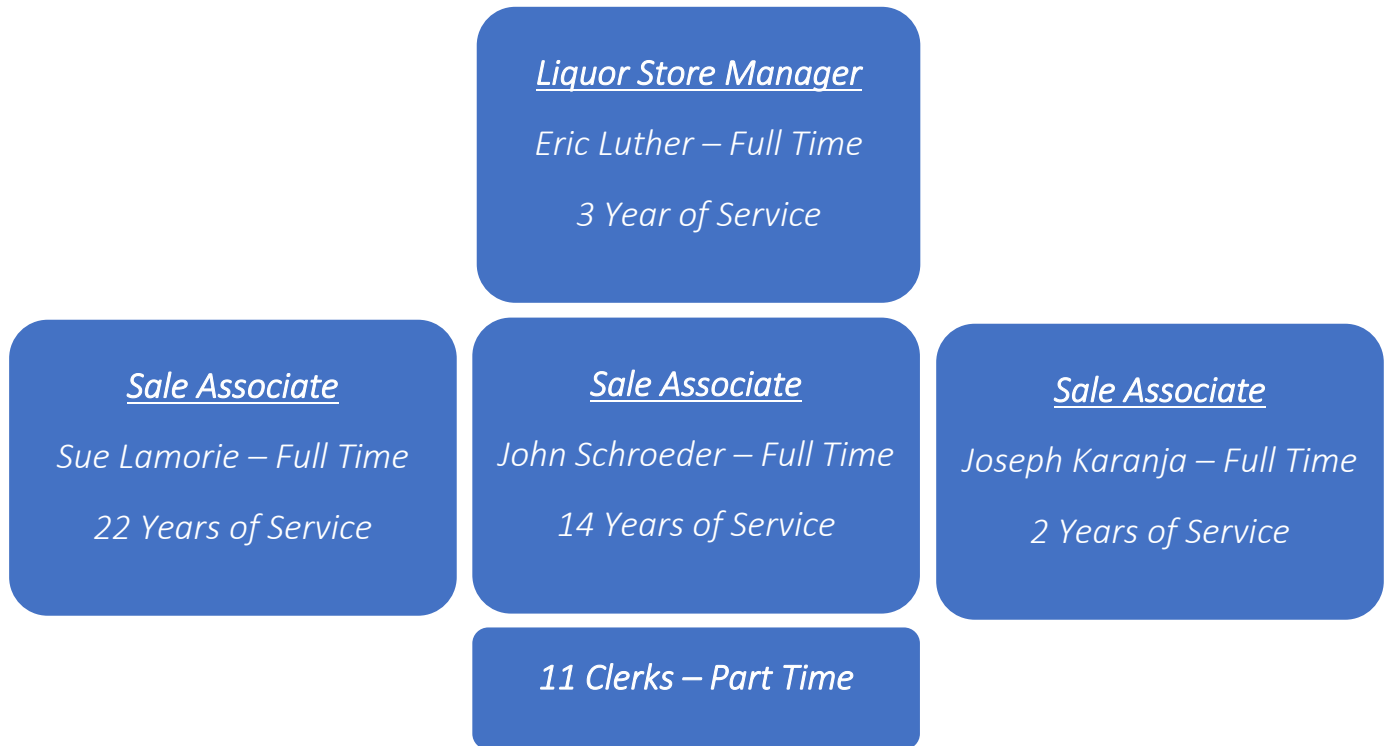 Liquor Store Manager
Eric Luther – Full Time
3 Year of Service
Sale Associate
Sue Lamorie – Full Time
22 Years of Service
Sale Associate
John Schroeder – Full Time
14 Years of Service
Sale Associate
Joseph Karanja – Full Time
2 Years of Service
11 Clerks – Part Time